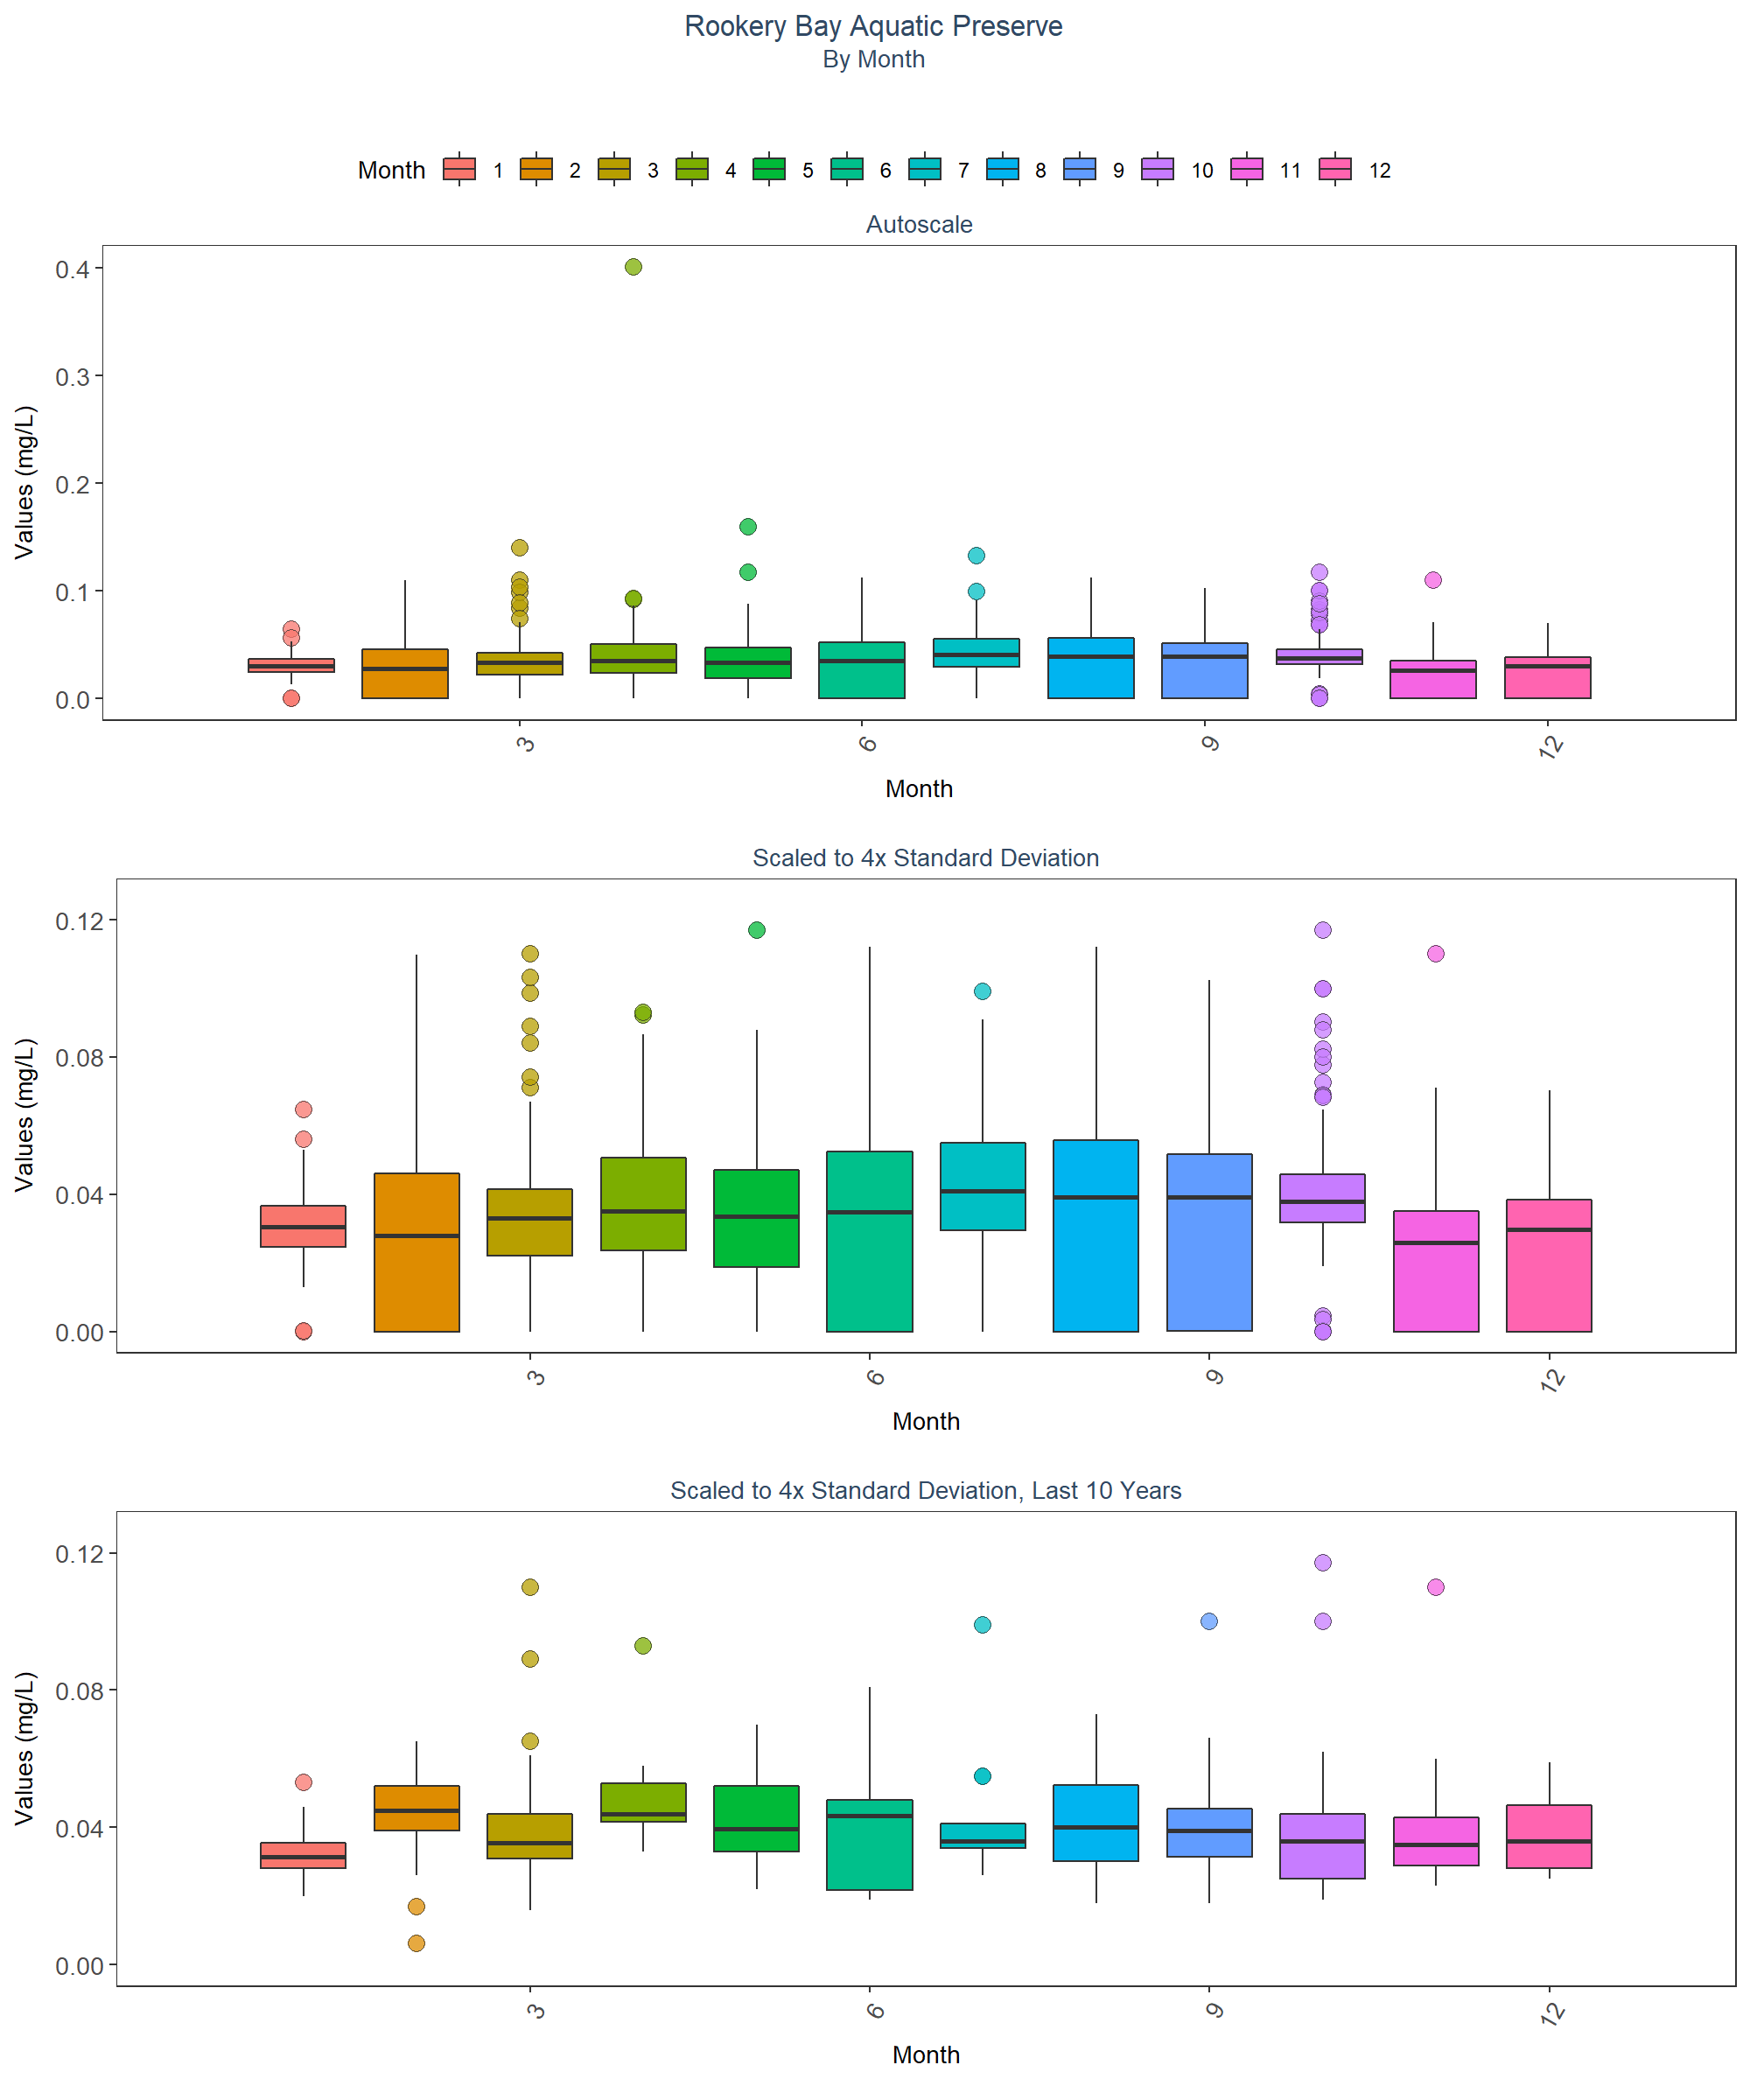 Rookery Bay Aquatic Preserve
By Month
Month 1 2 3 4 5 6 7 8 9 10 11 12
Autoscale
Values (mg/L)
0.4
0.3
0.2
0.1
0.0
3 6 9 12
Month
Scaled to 4x Standard Deviation
Values (mg/L)
0.12
0.08
0.04
0.00
3 6 9 12
Month
Scaled to 4x Standard Deviation, Last 10 Years
Values (mg/L)
0.12
0.08
0.04
0.00
3 6 9 12
Month